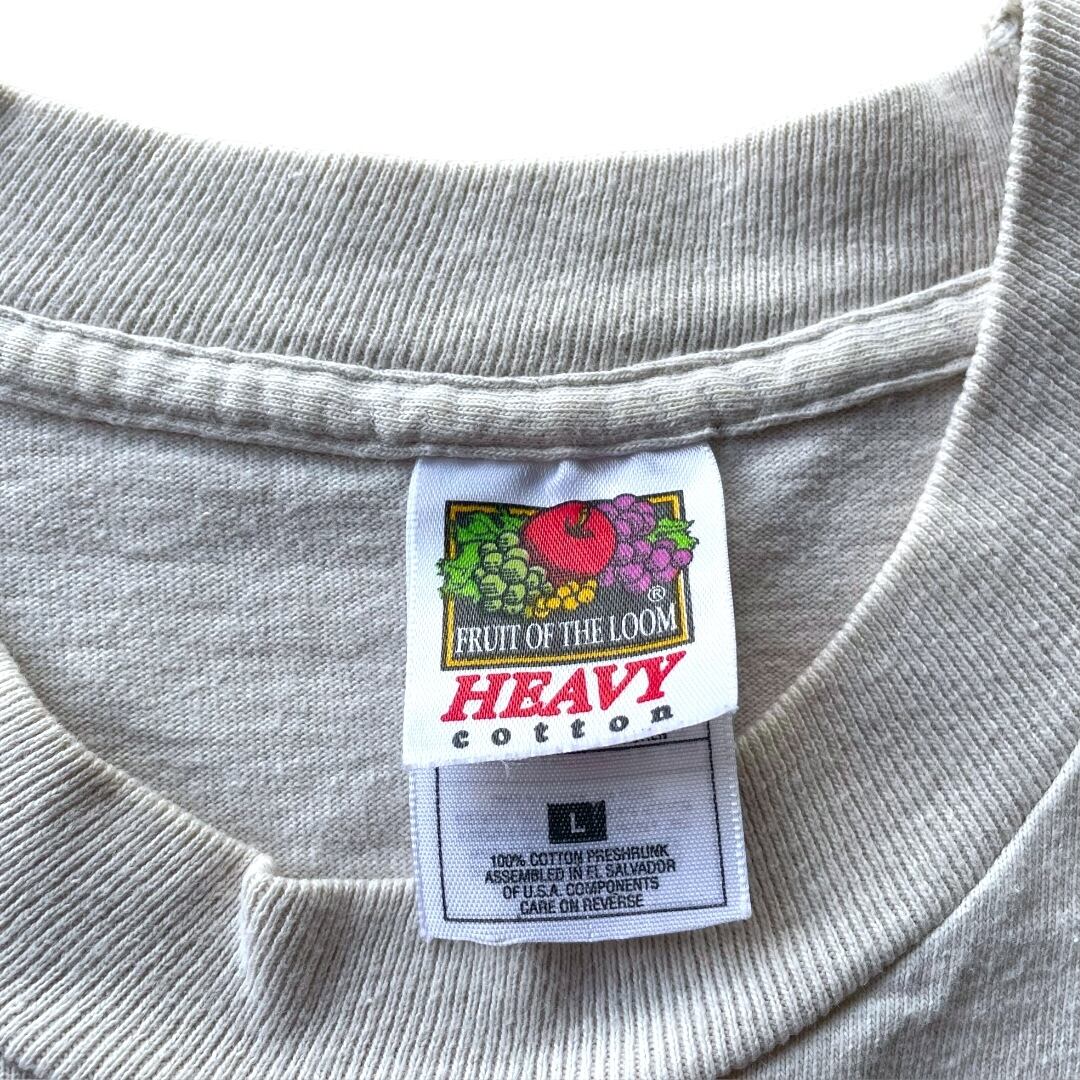 ®
FRUIT OF THE LOOM
HEAVY
cotton
L
100% COTTON PRESHRUNK
ASSEMBLED IN EL SALVADOR
OF U.S.A. COMPONENTS
CARE ON REVERSE